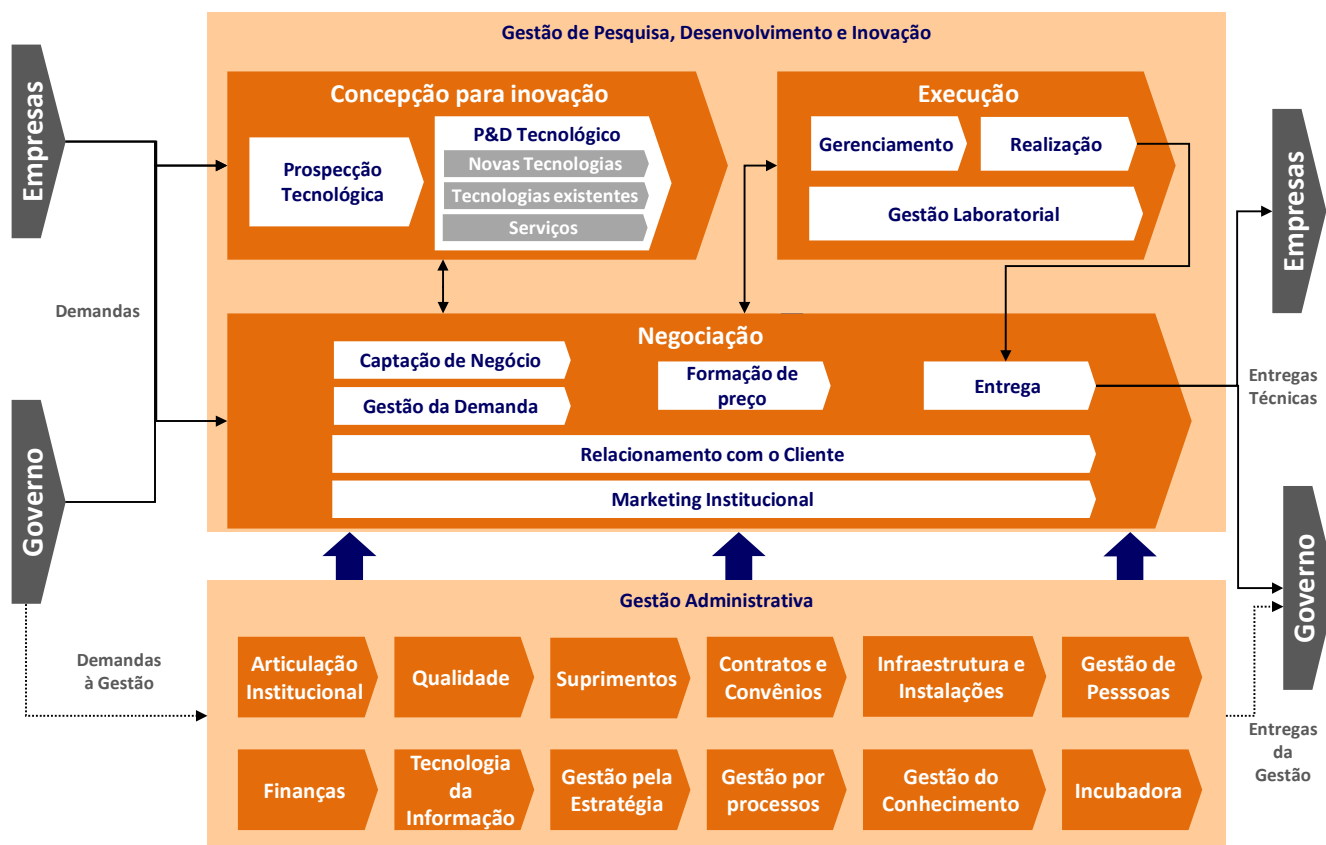 Gestão de Pesquisa, Desenvolvimento e Inovação
Empresas
Governo
Demandas
Demandas
à Gestão
Concepção para inovação
Prospecção
Tecnológica
P&D Tecnológico
Novas Tecnologias
Tecnologias existentes
Serviços
Execução
Gerenciamento
Realização
Gestão Laboratorial
Negociação
Captação de Negócio
Gestão da Demanda
Formação de
preço
Entrega
Relacionamento com o Cliente
Marketing Institucional
Empresas
Entregas
Técnicas
Governo
Entregas
da
Gestão
Gestão Administrativa
Articulação
Institucional
Qualidade
Suprimentos
Contratos e
Convênios
Infraestrutura e
Instalações
Gestão de
Pesssoas
Finanças
Tecnologia
da
Informação
Gestão pela
Estratégia
Gestão por
processos
Gestão do
Conhecimento
Incubadora